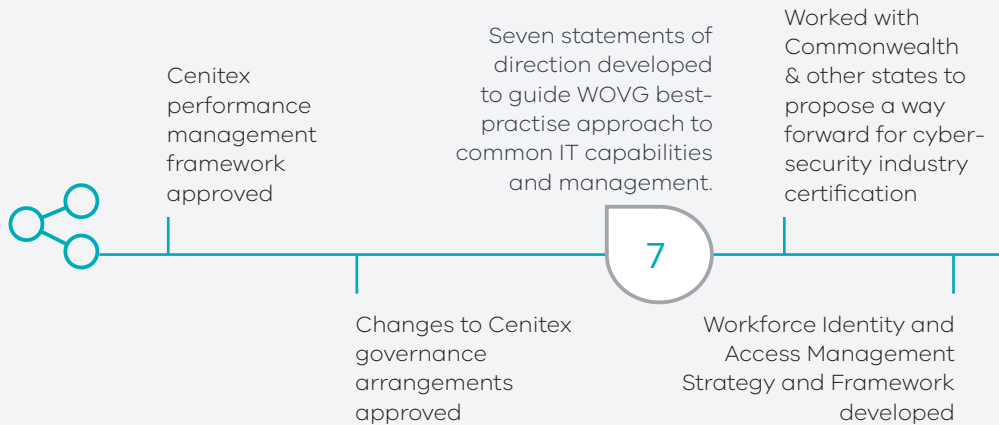 Cenitex
performance
management
framework
approved
Changes to Cenitex
governance
arrangements
approved
Seven statements of
direction developed
to guide WOVG best-
practise approach to
common IT capabilities
and management.
7
Worked with
Commonwealth
& other states to
propose a way
forward for cyber-
security industry
certification
Workforce Identity and
Access Management
Strategy and Framework
developed